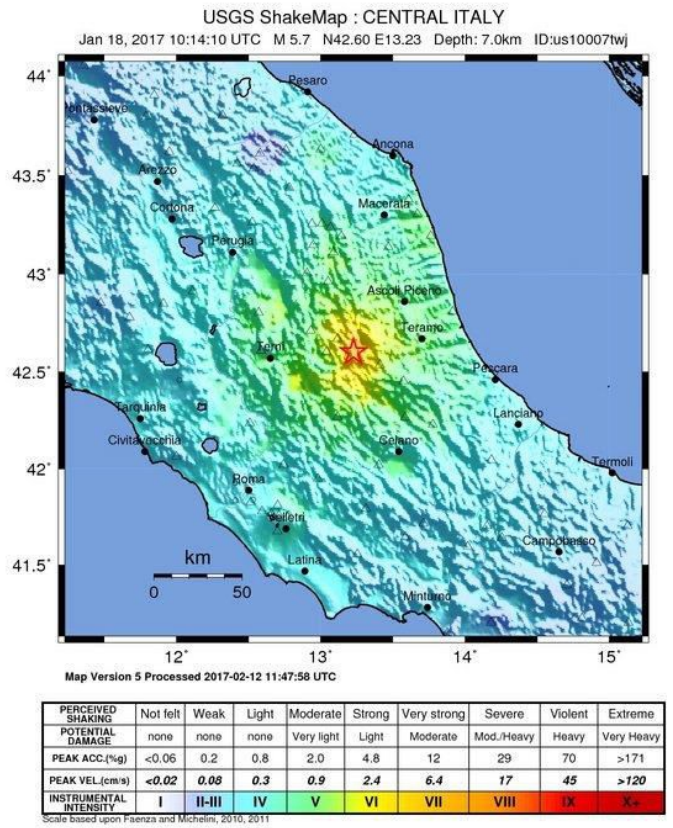 USGS ShakeMap : CENTRAL ITALY
Jan 18, 2017 10:14:10 UTC M 5.7 N42.60 E13.23 Depth: 7.0km ID:us10007twj
44°
Pesaro
Ancona
43.5°
Arezzo
Cortona
Macerata
Perugia
43°
Ascoli Piceno
Teramo
Terni
42.5°
Pescara
Tarquinia
Lanciano
Civitavecchia
Celano
Termoli
42°
Roma
Velletri
Campobasso
41.5°
km
Latina
0 50
Minturno
12° 13° 14° 15°
Map Version 5 Processed 2017-02-12 11:47:58 UTC
PERCEIVED SHAKING Not felt Weak Light Moderate Strong Very strong Severe Violent Extreme
POTENTIAL DAMAGE none none none Very light Light Moderate Mod./Heavy Heavy Very Heavy
PEAK ACC.(%g) <0.06 0.2 0.8 2.0 4.8 12 29 70 >171
PEAK VEL.(cm/s) <0.02 0.08 0.3 0.9 2.4 6.4 17 45 >120
INSTRUMENTAL INTENSITY I II-III IV V VI VII VIII IX X+
Scale based upon Faenza and Michelini, 2010, 2011